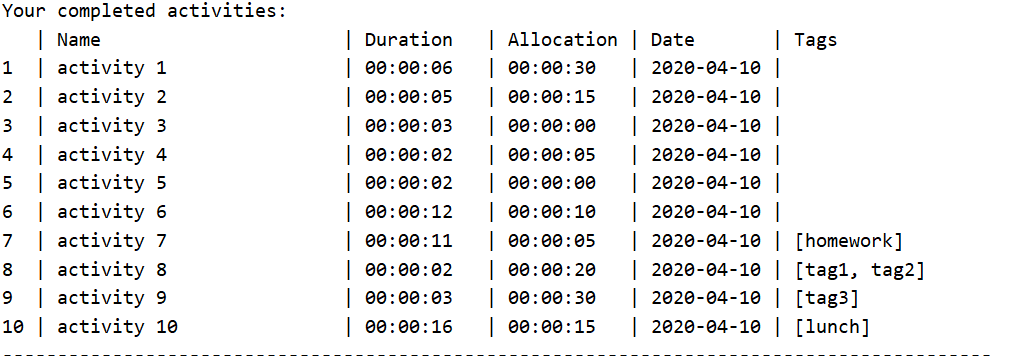 Your completed activities:
   | Name                      | Duration   | Allocation | Date       | Tags
1  | activity 1                | 00:00:06   | 00:00:30   | 2020-04-10 |
2  | activity 2                | 00:00:05   | 00:00:15   | 2020-04-10 |
3  | activity 3                | 00:00:03   | 00:00:00   | 2020-04-10 |
4  | activity 4                | 00:00:02   | 00:00:05   | 2020-04-10 |
5  | activity 5                | 00:00:02   | 00:00:00   | 2020-04-10 |
6  | activity 6                | 00:00:12   | 00:00:10   | 2020-04-10 |
7  | activity 7                | 00:00:11   | 00:00:05   | 2020-04-10 | [homework]
8  | activity 8                | 00:00:02   | 00:00:20   | 2020-04-10 | [tag1, tag2]
9  | activity 9                | 00:00:03   | 00:00:30   | 2020-04-10 | [tag3]
10 | activity 10               | 00:00:16   | 00:00:15   | 2020-04-10 | [lunch]
------------------------------------------------------------------------------------------